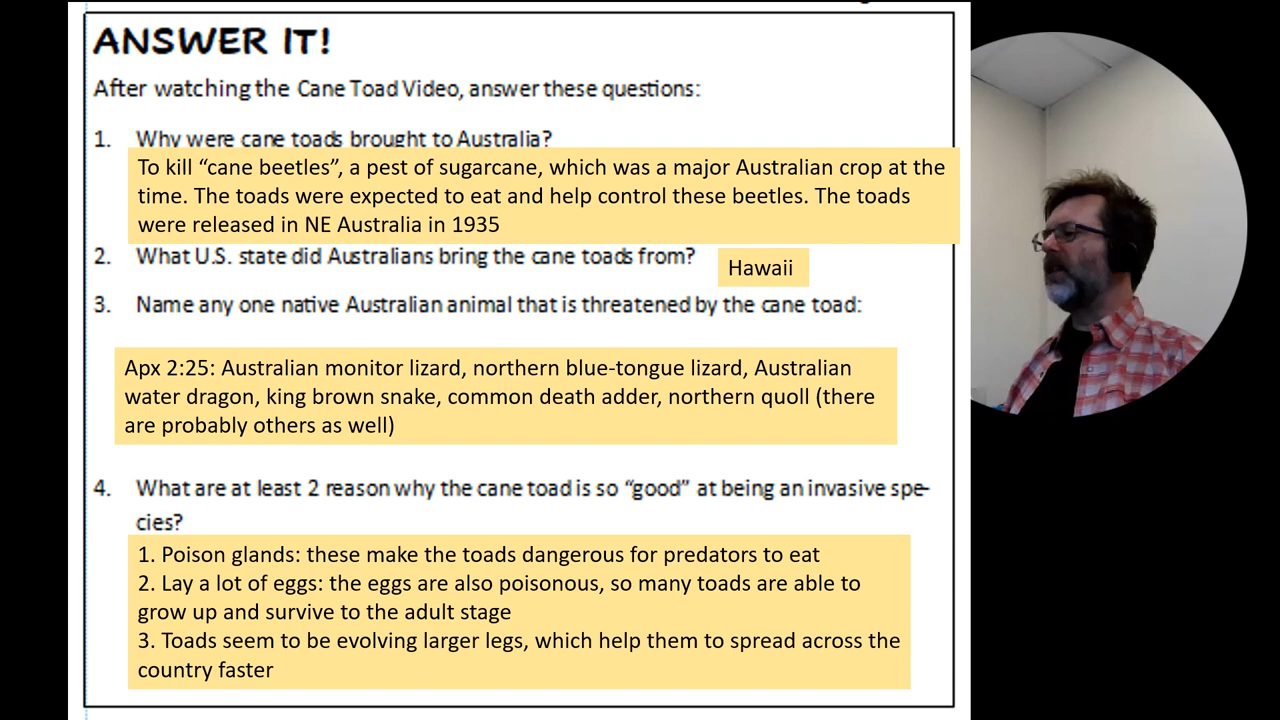 ANSWER IT!
After watching the Cane Toad Video, answer these questions:
1. Why were cane toads brought to Australia?
To kill “cane beetles”, a pest of sugarcane, which was a major Australian crop at the
time. The toads were expected to eat and help control these beetles. The toads
were released in NE Australia in 1935
2. What U.S. state did Australians bring the cane toads from?
Hawaii
3. Name any one native Australian animal that is threatened by the cane toad:
Apx 2:25: Australian monitor lizard, northern blue-tongue lizard, Australian
water dragon, king brown snake, common death adder, northern quoll (there
are probably others as well)
4. What are at least 2 reason why the cane toad is so “good” at being an invasive spe-
cies?
1. Poison glands: these make the toads dangerous for predators to eat
2. Lay a lot of eggs: the eggs are also poisonous, so many toads are able to
grow up and survive to the adult stage
3. Toads seem to be evolving larger legs, which help them to spread across the
country faster